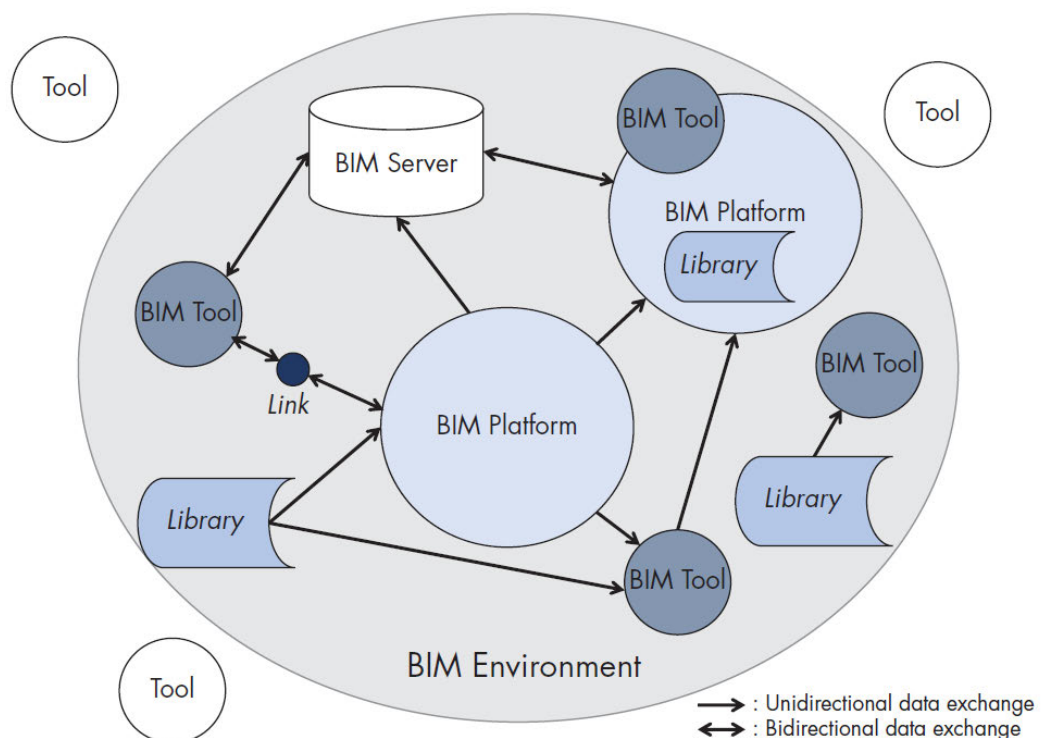 Tool
Tool
BIM Tool
BIM Server
BIM Platform
Library
BIM Tool
BIM Tool
Link
BIM Platform
Library
Library
BIM Tool
BIM Environment
Tool
: Unidirectional data exchange
: Bidirectional data exchange